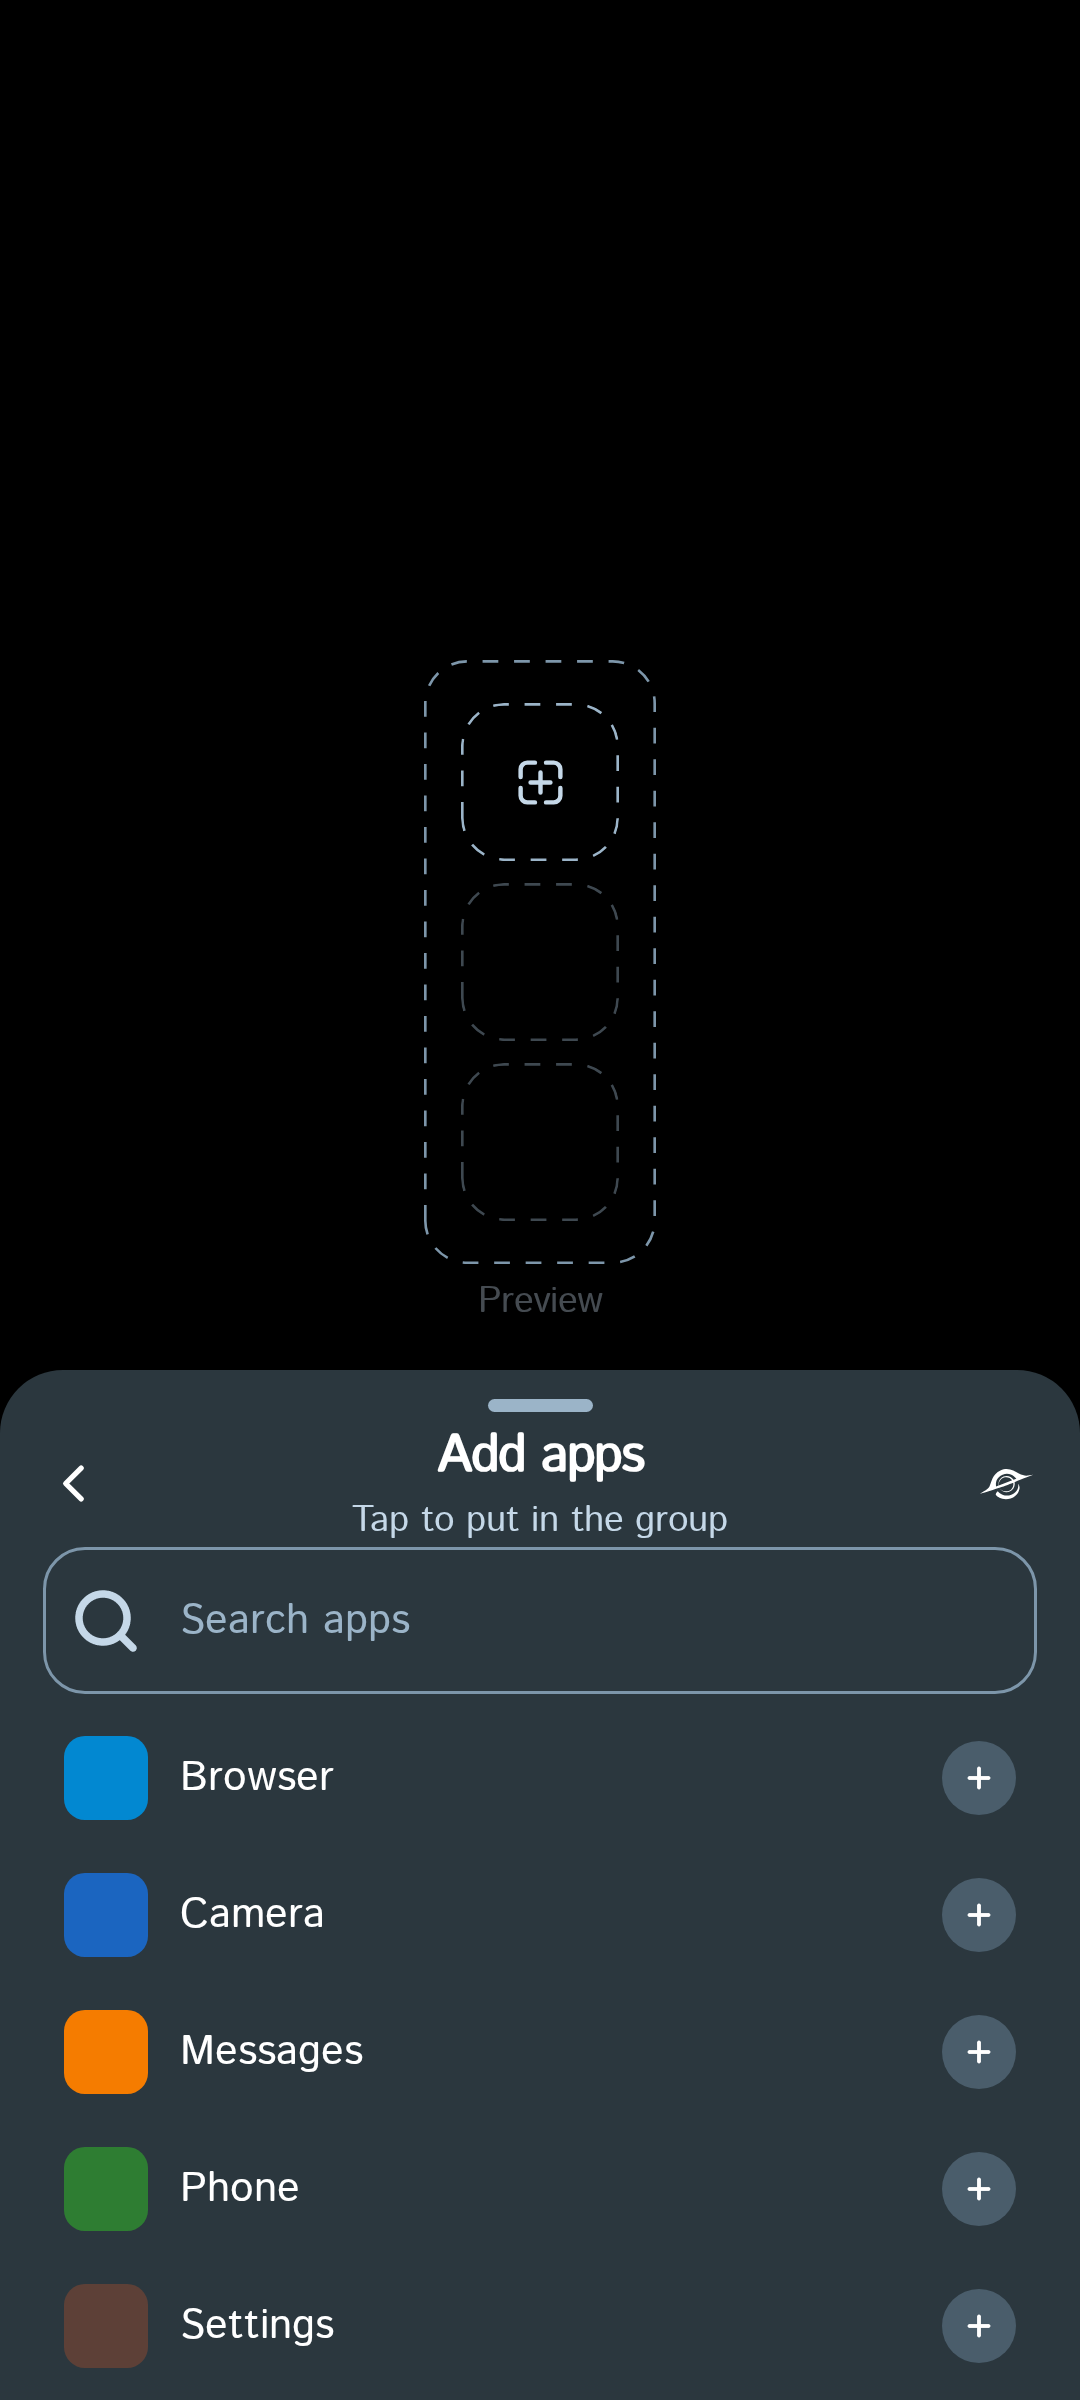 Preview
Add apps
Tap to put in the group
Search apps
Browser
Camera
Messages
Phone
Settings